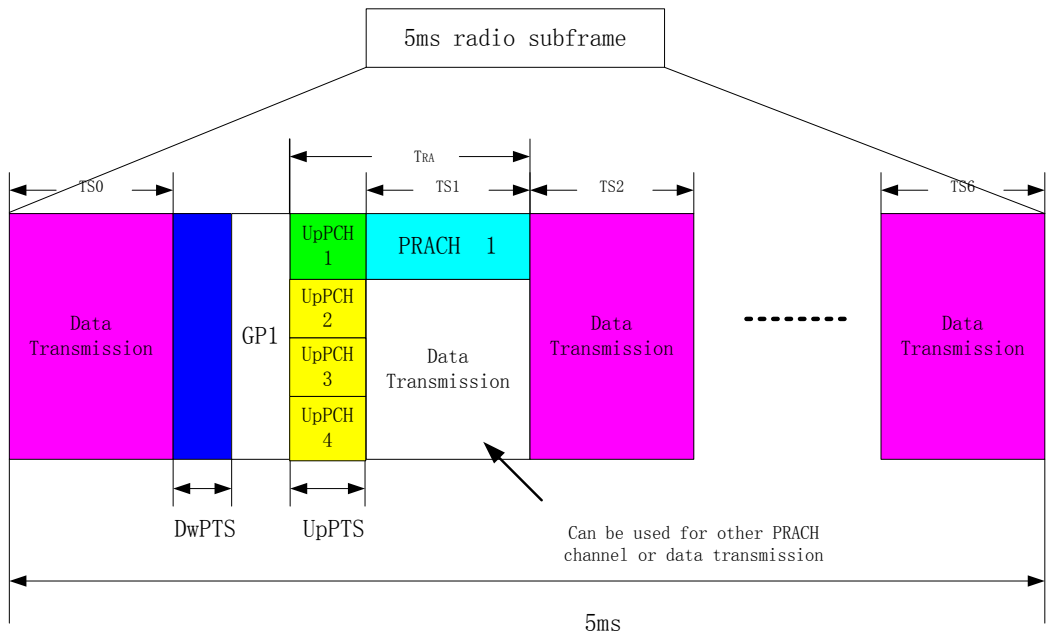 5ms radio subframe
TRA
TS0
TS1
TS2
TS6
UpPCH
1
PRACH 1
UpPCH
2
Data
Transmission
GP1
UpPCH
3
Data
Transmission
Data
Transmission
Data
Transmission
UpPCH
4
DwPTS
UpPTS
Can be used for other PRACH
channel or data transmission
5ms